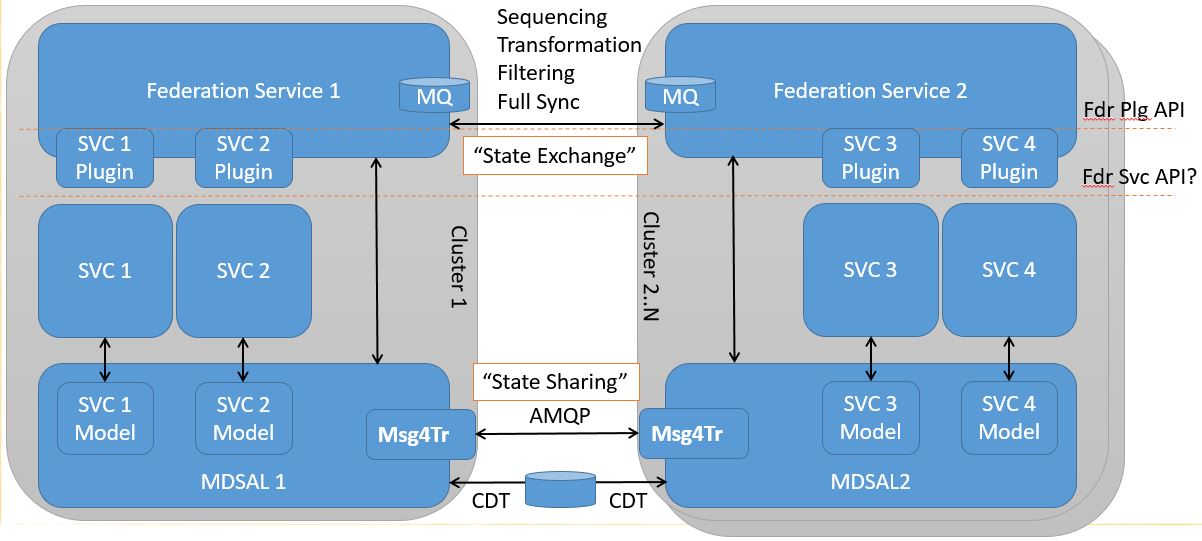 Sequencing
Transformation
Filtering
Full Sync
Federation Service 1
MQ
MQ
Federation Service 2
Fdr Plg API
"State Exchange"
SVC 1
Plugin
SVC 2
Plugin
SVC 3
Plugin
SVC 4
Plugin
Fdr Svc API?
Cluster 1
Cluster 2..N
SVC 1
SVC 2
SVC 3
SVC 4
"State Sharing"
AMQP
SVC 1
Model
SVC 2
Model
Msg4Tr
Msg4Tr
SVC 3
Model
SVC 4
Model
MDSAL 1
CDT
CDT
MDSAL2